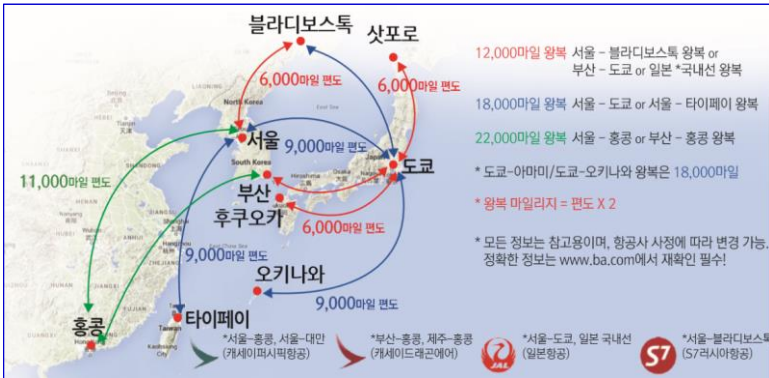 블라디보스톡
삿포로
12,000마일 왕복 서울 – 블라디보스톡 왕복 or
부산 – 도쿄 or 일본 *국내선 왕복
6,000마일 편도
6,000마일 편도
North Korea
18,000마일 왕복 서울 – 도쿄 or 서울 – 타이페이 왕복
서울
9,000마일 편도
22,000마일 왕복 서울 – 홍콩 or 부산 – 홍콩 왕복
South Korea
Japan
도쿄
* 도쿄–아마미/도쿄–오키나와 왕복은 18,000마일
11,000마일 편도
부산
후쿠오카
* 왕복 마일리지 = 편도 X 2
6,000마일 편도
* 모든 정보는 참고용이며, 항공사 사정에 따라 변경 가능.
정확한 정보는 www.ba.com에서 재확인 필수!
9,000마일 편도
오키나와
9,000마일 편도
홍콩
타이페이
Taiwan
*서울–홍콩, 서울–대만
(캐세이퍼시픽항공)
*부산–홍콩, 제주–홍콩
(캐세이드래곤에어)
JAL
*서울–도쿄, 일본 국내선
(일본항공)
S7
*서울–블라디보스톡
(S7러시아항공)